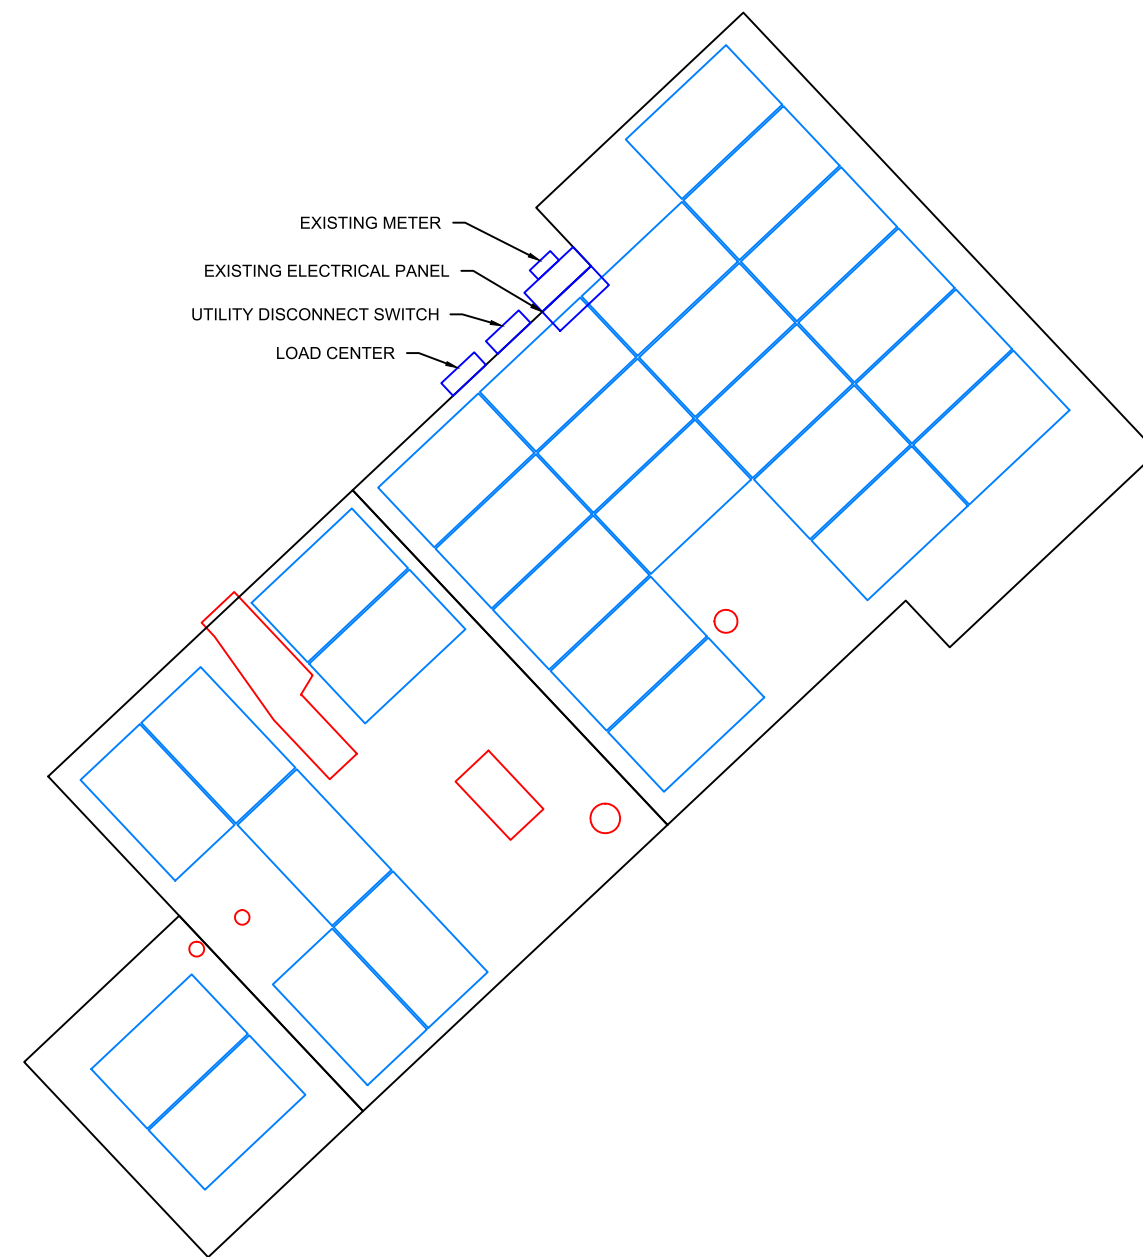 EXISTING METER
EXISTING ELECTRICAL PANEL
UTILITY DISCONNECT SWITCH
LOAD CENTER